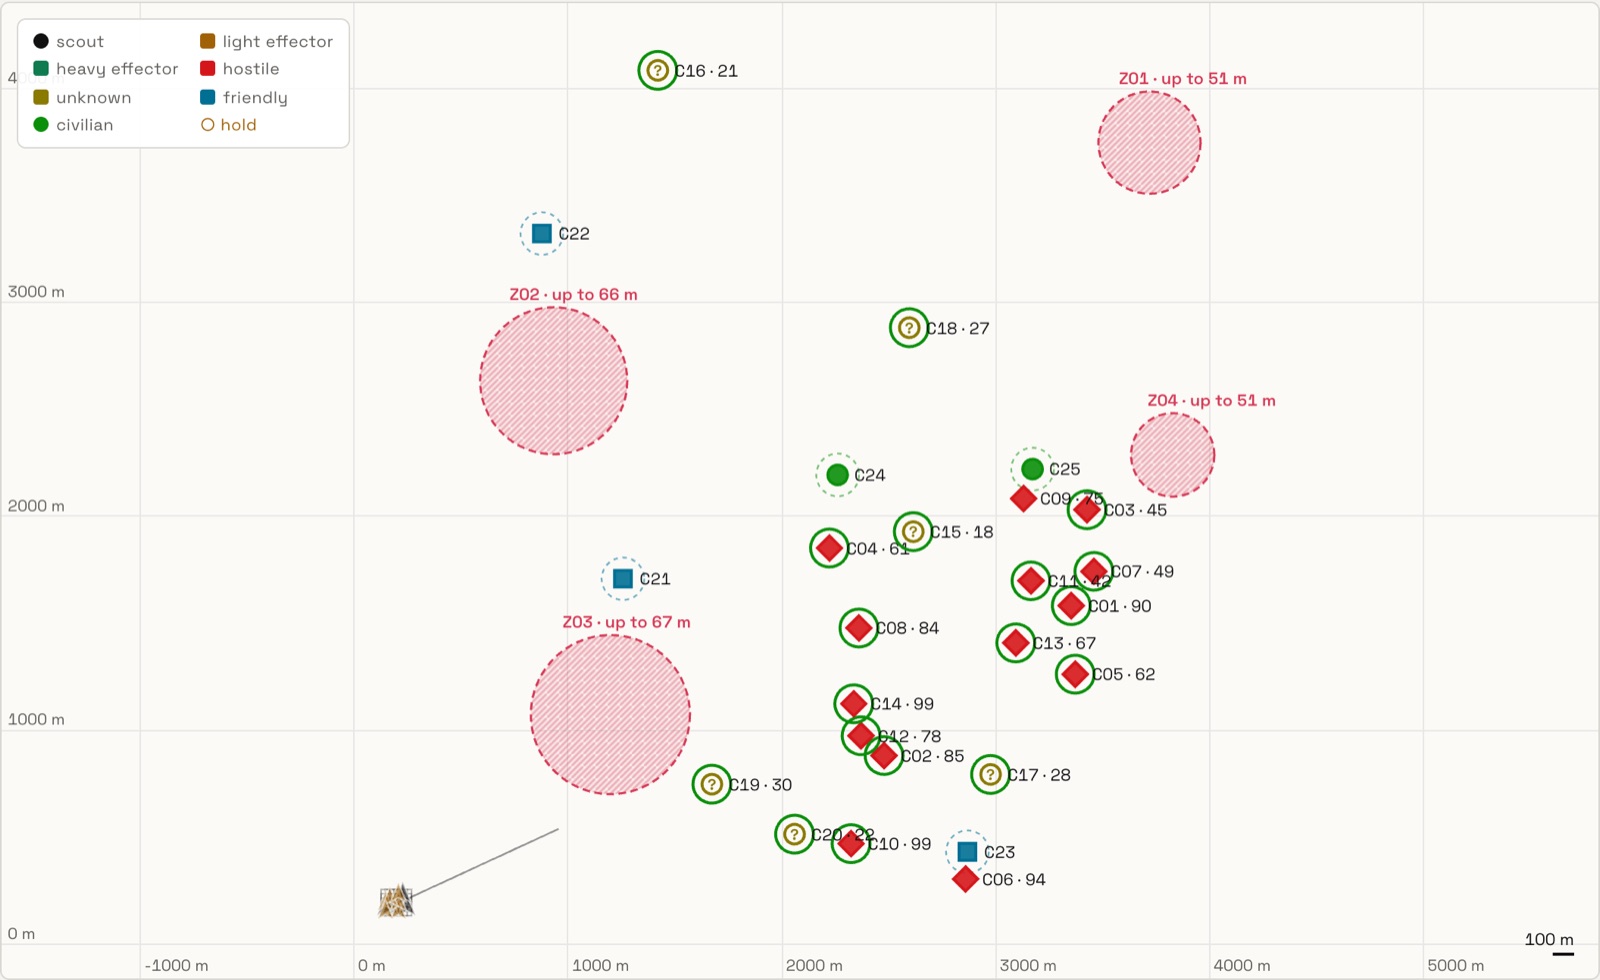 scout
light effector
heavy effector
hostile
unknown
friendly
civilian
hold
C16 · 21
Z01 · up to 51 m
C22
3000 m
Z02 · up to 66 m
C18 · 27
Z04 · up to 51 m
C24
C25
C09 · 75
C03 · 45
2000 m
C15 · 18
C04 · 61
C21
C11 · 42
C07 · 49
C01 · 90
Z03 · up to 67 m
C08 · 84
C13 · 67
C05 · 62
C14 · 99
1000 m
C12 · 78
C02 · 85
C17 · 28
C19 · 30
C20 · 22
C10 · 99
C23
C06 · 94
0 m
100 m
-1000 m
0 m
1000 m
2000 m
3000 m
4000 m
5000 m